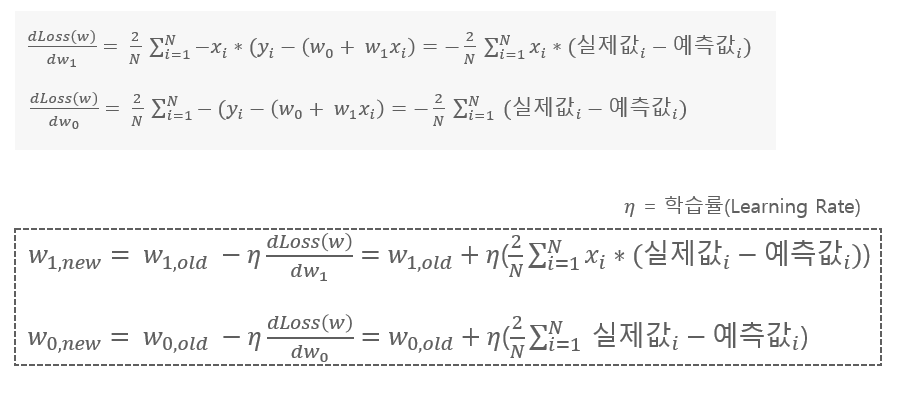 dLoss(w)/dw₁ = 2/N ∑ᵢ₌₁ᴺ −xᵢ * (yᵢ − (w₀ + w₁xᵢ) = −2/N ∑ᵢ₌₁ᴺ xᵢ * (실제값ᵢ − 예측값ᵢ)
dLoss(w)/dw₀ = 2/N ∑ᵢ₌₁ᴺ − (yᵢ − (w₀ + w₁xᵢ) = −2/N ∑ᵢ₌₁ᴺ (실제값ᵢ − 예측값ᵢ)
η = 학습률(Learning Rate)
w₁,new = w₁,old − η dLoss(w)/dw₁ = w₁,old + η(2/N ∑ᵢ₌₁ᴺ xᵢ * (실제값ᵢ − 예측값ᵢ))
w₀,new = w₀,old − η dLoss(w)/dw₀ = w₀,old + η(2/N ∑ᵢ₌₁ᴺ 실제값ᵢ − 예측값ᵢ)